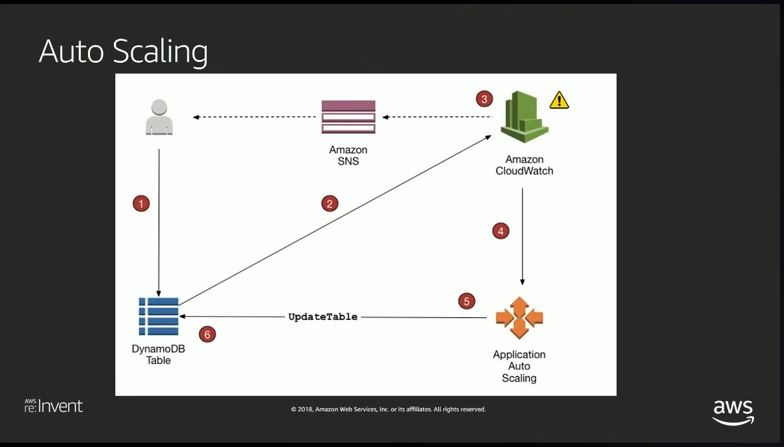 Auto Scaling
3
Amazon
SNS
Amazon
CloudWatch
1
2
4
5
UpdateTable
6
DynamoDB
Table
Application
Auto
Scaling
AWS
re:Invent
© 2018, Amazon Web Services, Inc. or its affiliates. All rights reserved.
aws